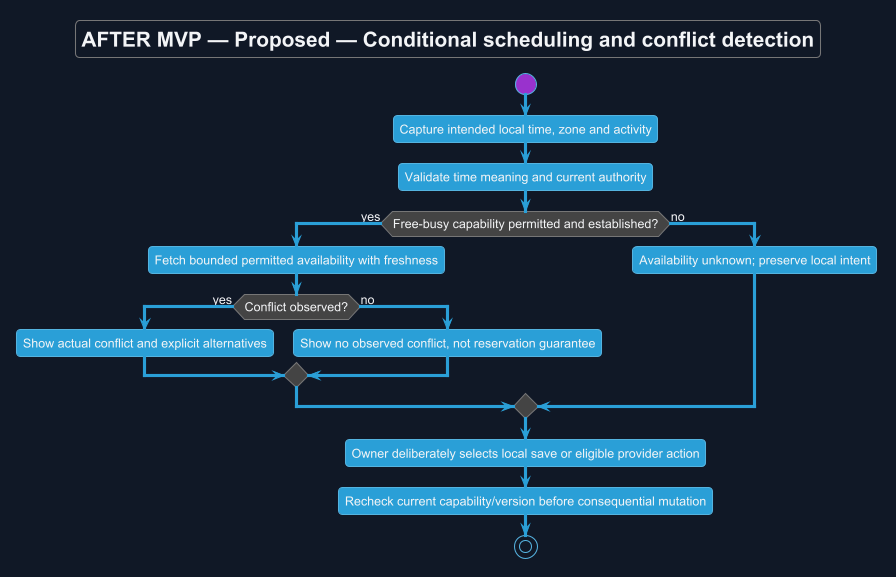 AFTER MVP — Proposed — Conditional scheduling and conflict detection
Capture intended local time, zone and activity
Validate time meaning and current authority
yes
Free-busy capability permitted and established?
no
Fetch bounded permitted availability with freshness
Availability unknown; preserve local intent
yes
Conflict observed?
no
Show actual conflict and explicit alternatives
Show no observed conflict, not reservation guarantee
Owner deliberately selects local save or eligible provider action
Recheck current capability/version before consequential mutation